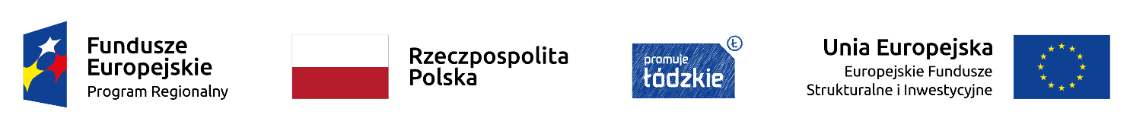 Fundusze
Europejskie
Program Regionalny
Rzeczpospolita
Polska
promuje
łódzkie
Ł
Unia Europejska
Europejskie Fundusze
Strukturalne i Inwestycyjne